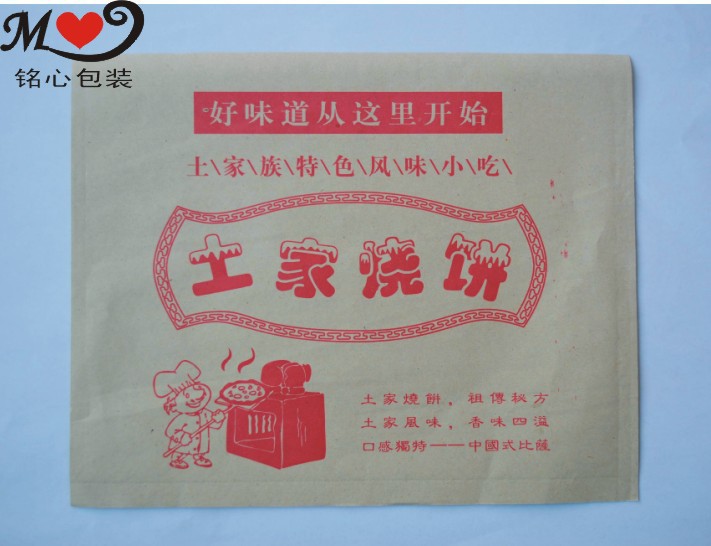 M
铭心包装
好味道从这里开始
土\家\族\特\色\风\味\小\吃\
土家烧饼
土家燒餅，祖傳秘方
土家風味，香味四溢
口感獨特——中國式比薩